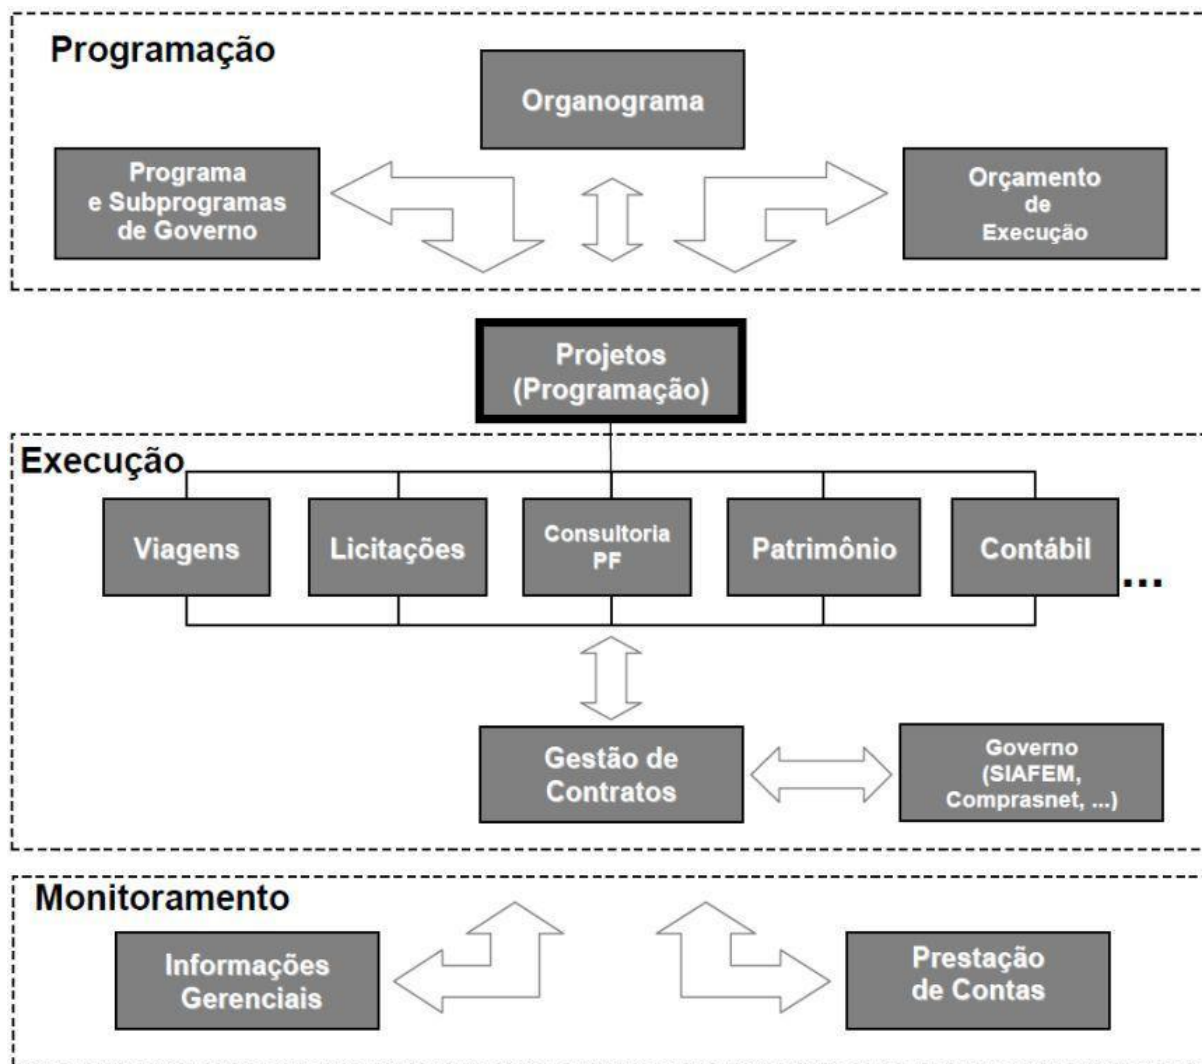 Programação
Organograma
Programa
e Subprogramas
de Governo
Orçamento
de
Execução
Projetos
(Programação)
Execução
Viagens
Licitações
Consultoria
PF
Patrimônio
Contábil
...
Gestão de
Contratos
Governo
(SIAFEM,
Comprasnet, ...)
Monitoramento
Informações
Gerenciais
Prestação
de Contas